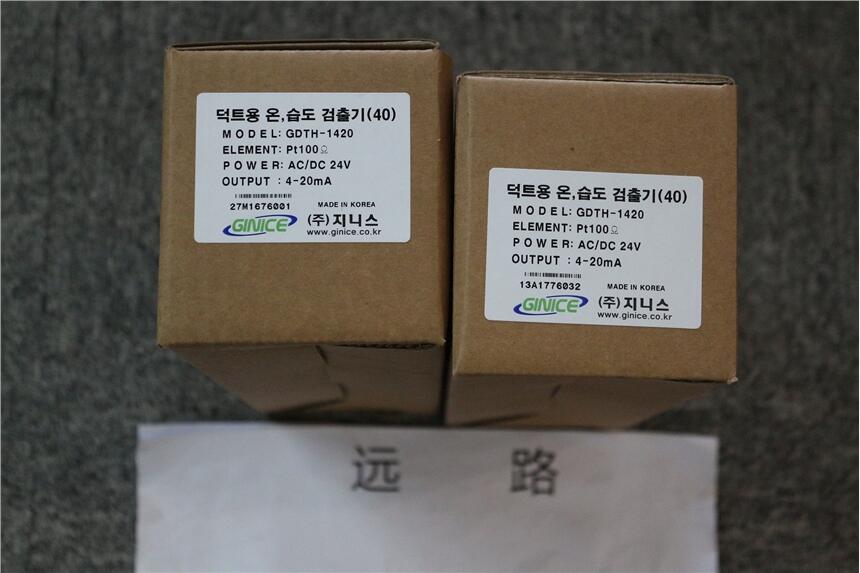 덕트용 온,습도 검출기(40)
MODEL: GDTH-1420
ELEMENT: Pt100Ω
POWER: AC/DC 24V
OUTPUT : 4-20mA
27M1676001 MADE IN KOREA
GINICE (주)지니스
www.ginice.co.kr
덕트용 온,습도 검출기(40)
MODEL: GDTH-1420
ELEMENT: Pt100Ω
POWER: AC/DC 24V
OUTPUT : 4-20mA
13A1776032 MADE IN KOREA
GINICE (주)지니스
www.ginice.co.kr
远 路